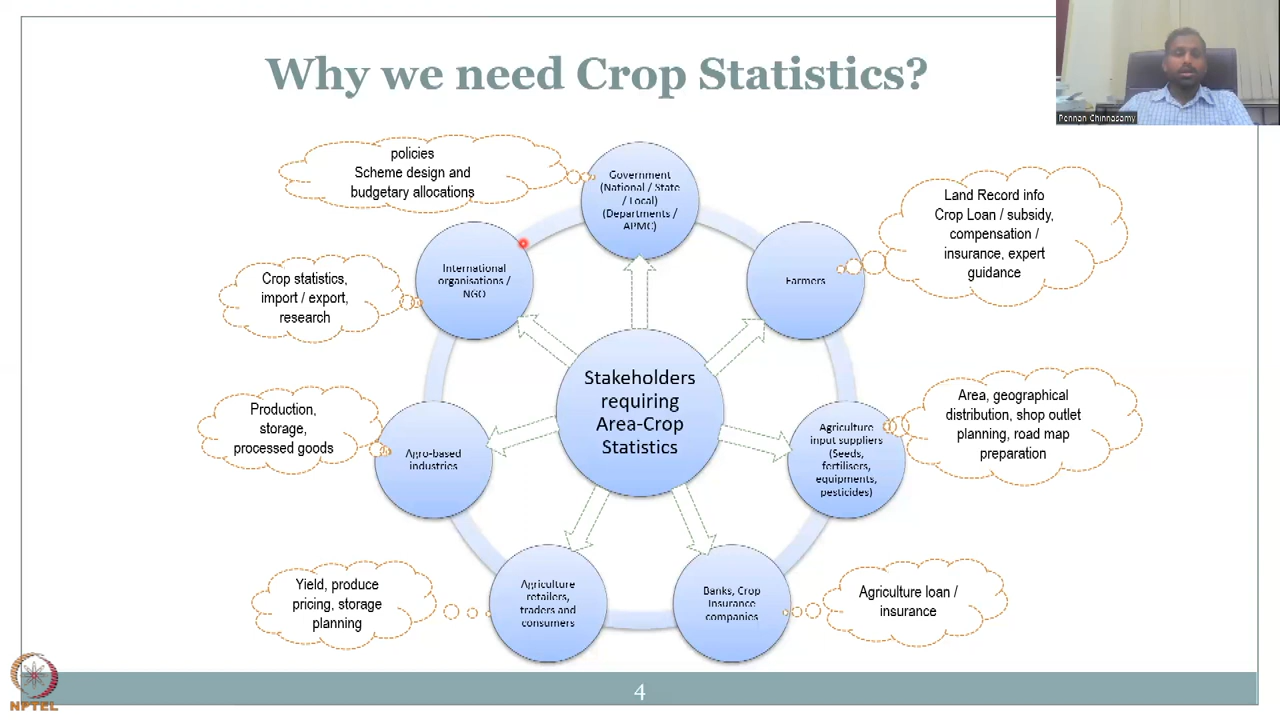 Why we need Crop Statistics?
Pennan Chinnasamy
policies
Scheme design and
budgetary allocations
Government
(National / State
/ Local)
(Departments /
APMC)
Land Record info
Crop Loan / subsidy,
compensation /
insurance, expert
guidance
Farmers
International
organisations /
NGO
Crop statistics,
import / export,
research
Stakeholders
requiring
Area-Crop
Statistics
Area, geographical
distribution, shop outlet
planning, road map
preparation
Agriculture
input suppliers
(Seeds,
fertilisers,
equipments,
pesticides)
Production,
storage,
processed goods
Agro-based
industries
Yield, produce
pricing, storage
planning
Agriculture
retailers,
traders and
consumers
Banks, Crop
Insurance
companies
Agriculture loan /
insurance
NPTEL
4